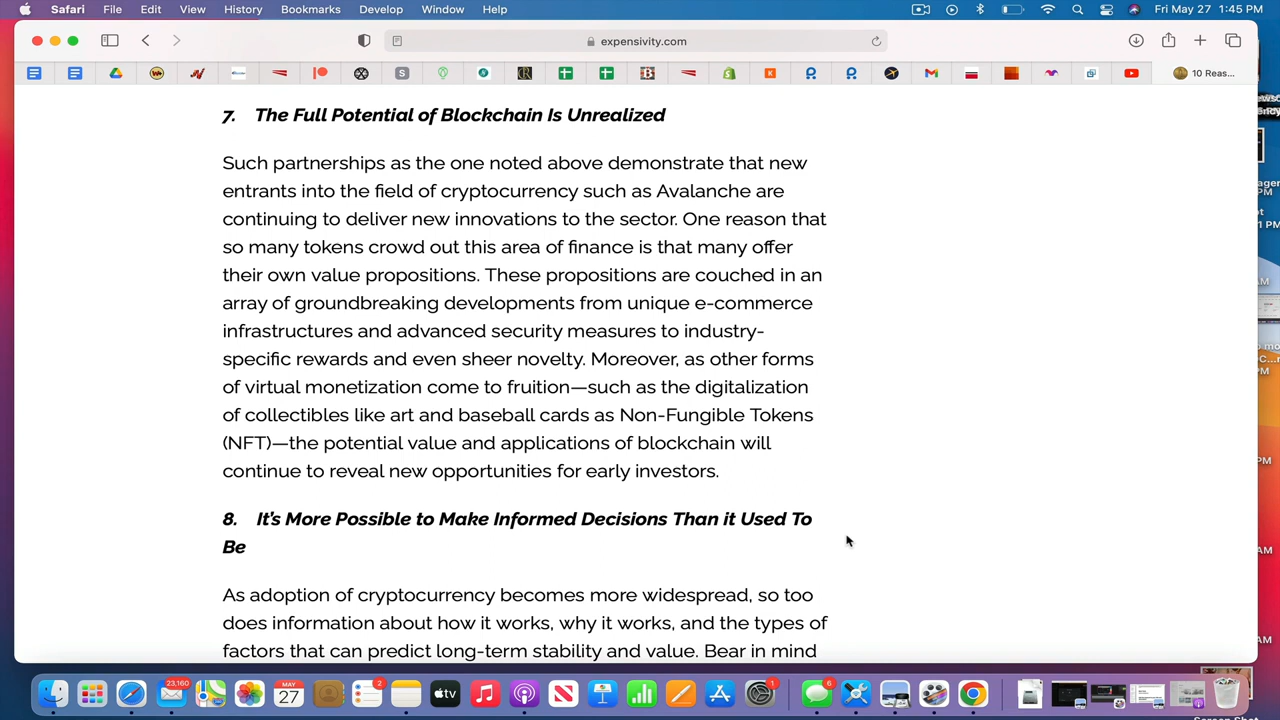 Safari File Edit View History Bookmarks Develop Window Help Fri May 27 1:45 PM
expensivity.com
10 Reas...
7. The Full Potential of Blockchain Is Unrealized
Such partnerships as the one noted above demonstrate that new
entrants into the field of cryptocurrency such as Avalanche are
continuing to deliver new innovations to the sector. One reason that
so many tokens crowd out this area of finance is that many offer
their own value propositions. These propositions are couched in an
array of groundbreaking developments from unique e-commerce
infrastructures and advanced security measures to industry-
specific rewards and even sheer novelty. Moreover, as other forms
of virtual monetization come to fruition—such as the digitalization
of collectibles like art and baseball cards as Non-Fungible Tokens
(NFT)—the potential value and applications of blockchain will
continue to reveal new opportunities for early investors.
8. It's More Possible to Make Informed Decisions Than it Used To
Be
As adoption of cryptocurrency becomes more widespread, so too
does information about how it works, why it works, and the types of
factors that can predict long-term stability and value. Bear in mind
23,160
MAY
27
2
tv
1
6